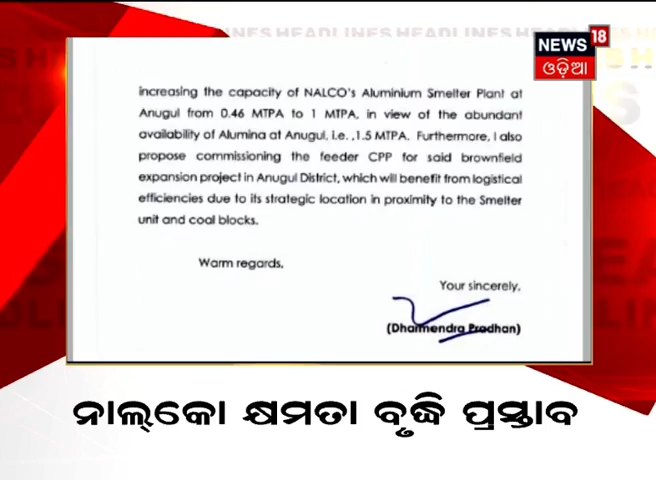 HEADLINES HEADLINES HEADLINES
NEWS 18
ଓଡ଼ିଆ
increasing the capacity of NALCO's Aluminium Smelter Plant at
Anugul from 0.46 MTPA to 1 MTPA, in view of the abundant
availability of Alumina at Anugul, i.e. ,1.5 MTPA. Furthermore, I also
propose commissioning the feeder CPP for said brownfield
expansion project in Anugul District, which will benefit from logistical
efficiencies due to its strategic location in proximity to the Smelter
unit and coal blocks.
Warm regards,
Your sincerely,
(Dharmendra Pradhan)
ନାଲ୍‌କୋ କ୍ଷମତା ବୃଦ୍ଧି ପ୍ରସ୍ତାବ